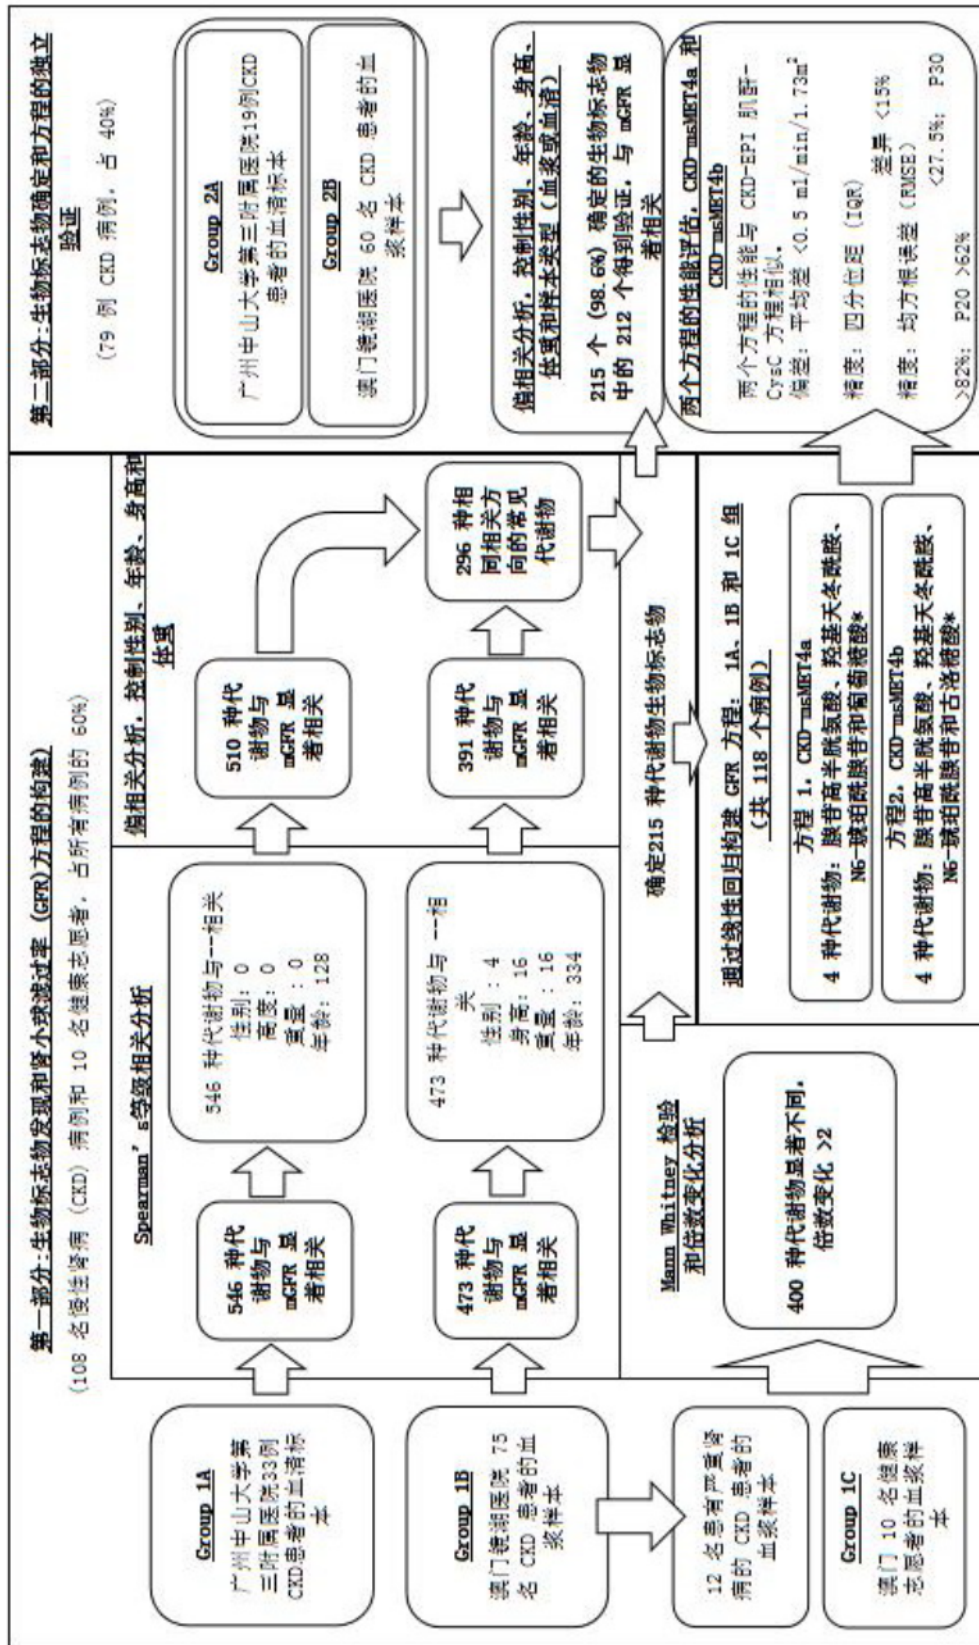 第一部分:生物标志物发现和肾小球滤过率 (GFR)方程的构建)
(108 名慢性肾病 (CKD) 病例和 10 名健康志愿者, 占所有病例的 60%)
Group 1A
广州中山大学第
三附属医院33例
CKD患者的血清标
本
546 种代
谢物与
mGFR 显
着相关
Spearman’s等级相关分析
546 种代谢物与--相关
性别: 0
高度: 0
重量 : 0
年龄: 128
偏相关分析, 控制性别、年龄、身高和
体重
510 种代
谢物与
mGFR 显
着相关
Group 1B
澳门镜湖医院 75
名 CKD 患者的血
浆样本
473 种代
谢物与
mGFR 显
着相关
473 种代谢物与 --相
关
性别 : 4
身高: 16
重量 : 16
年龄: 334
391 种代
谢物与
mGFR 显
着相关
296 种相
同相关方
向的常见
代谢物
12 名患有严重肾
病的 CKD 患者的
血浆样本
Group 1C
澳门 10 名健康
志愿者的血浆样
本
Mann Whitney 检验
和倍数变化分析
400 种代谢物显著不同,
倍数变化 >2
确定215 种代谢物生物标志物
通过线性回归构建 GFR 方程: 1A、1B 和 1C 组
(共 118 个病例)
方程 1. CKD-msMET4a
4 种代谢物: 腺苷高半胱氨酸、羟基天冬酰胺、
N6-琥珀酰腺苷和葡萄糖酸*
方程2. CKD-msMET4b
4 种代谢物: 腺苷高半胱氨酸、羟基天冬酰胺、
N6-琥珀酰腺苷和古洛糖酸*
第二部分:生物标志物确定和方程的独立
验证
(79 例 CKD 病例, 占 40%)
Group 2A
广州中山大学第三附属医院19例CKD
患者的血清标本
Group 2B
澳门镜湖医院 60 名 CKD 患者的血
浆样本
偏相关分析, 控制性别、年龄、身高、
体重和样本类型 (血浆或血清)
215 个 (98.6%) 确定的生物标志物
中的 212 个得到验证, 与 mGFR 显
着相关
两个方程的性能评估, CKD-msMET4a 和
CKD-msMET4b
两个方程的性能与 CKD-EPI 肌酐-
CysC 方程相似。
偏差: 平均差 <0.5 ml/min/1.73m²
精度: 四分位距 (IQR)
差异 <15%
精度: 均方根误差 (RMSE)
<27.5%; P30
>82%; P20 >62%